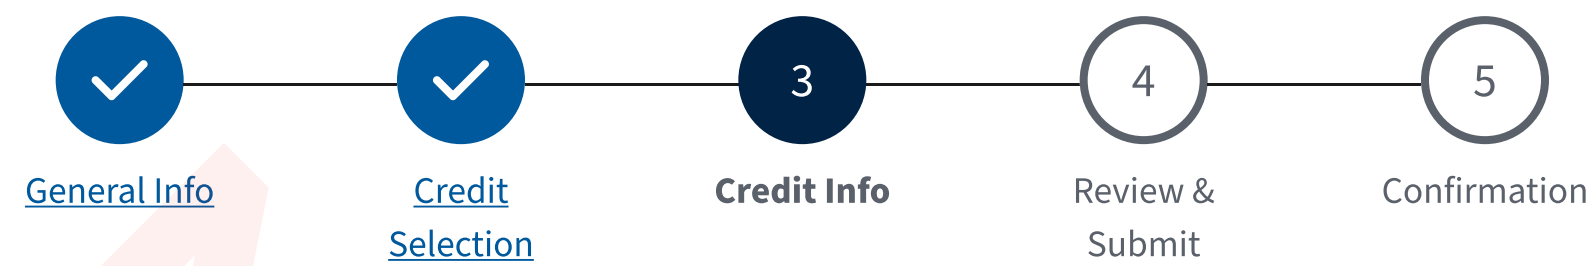 3
4
5
General Info
Credit
Selection
Credit Info
Review &
Submit
Confirmation